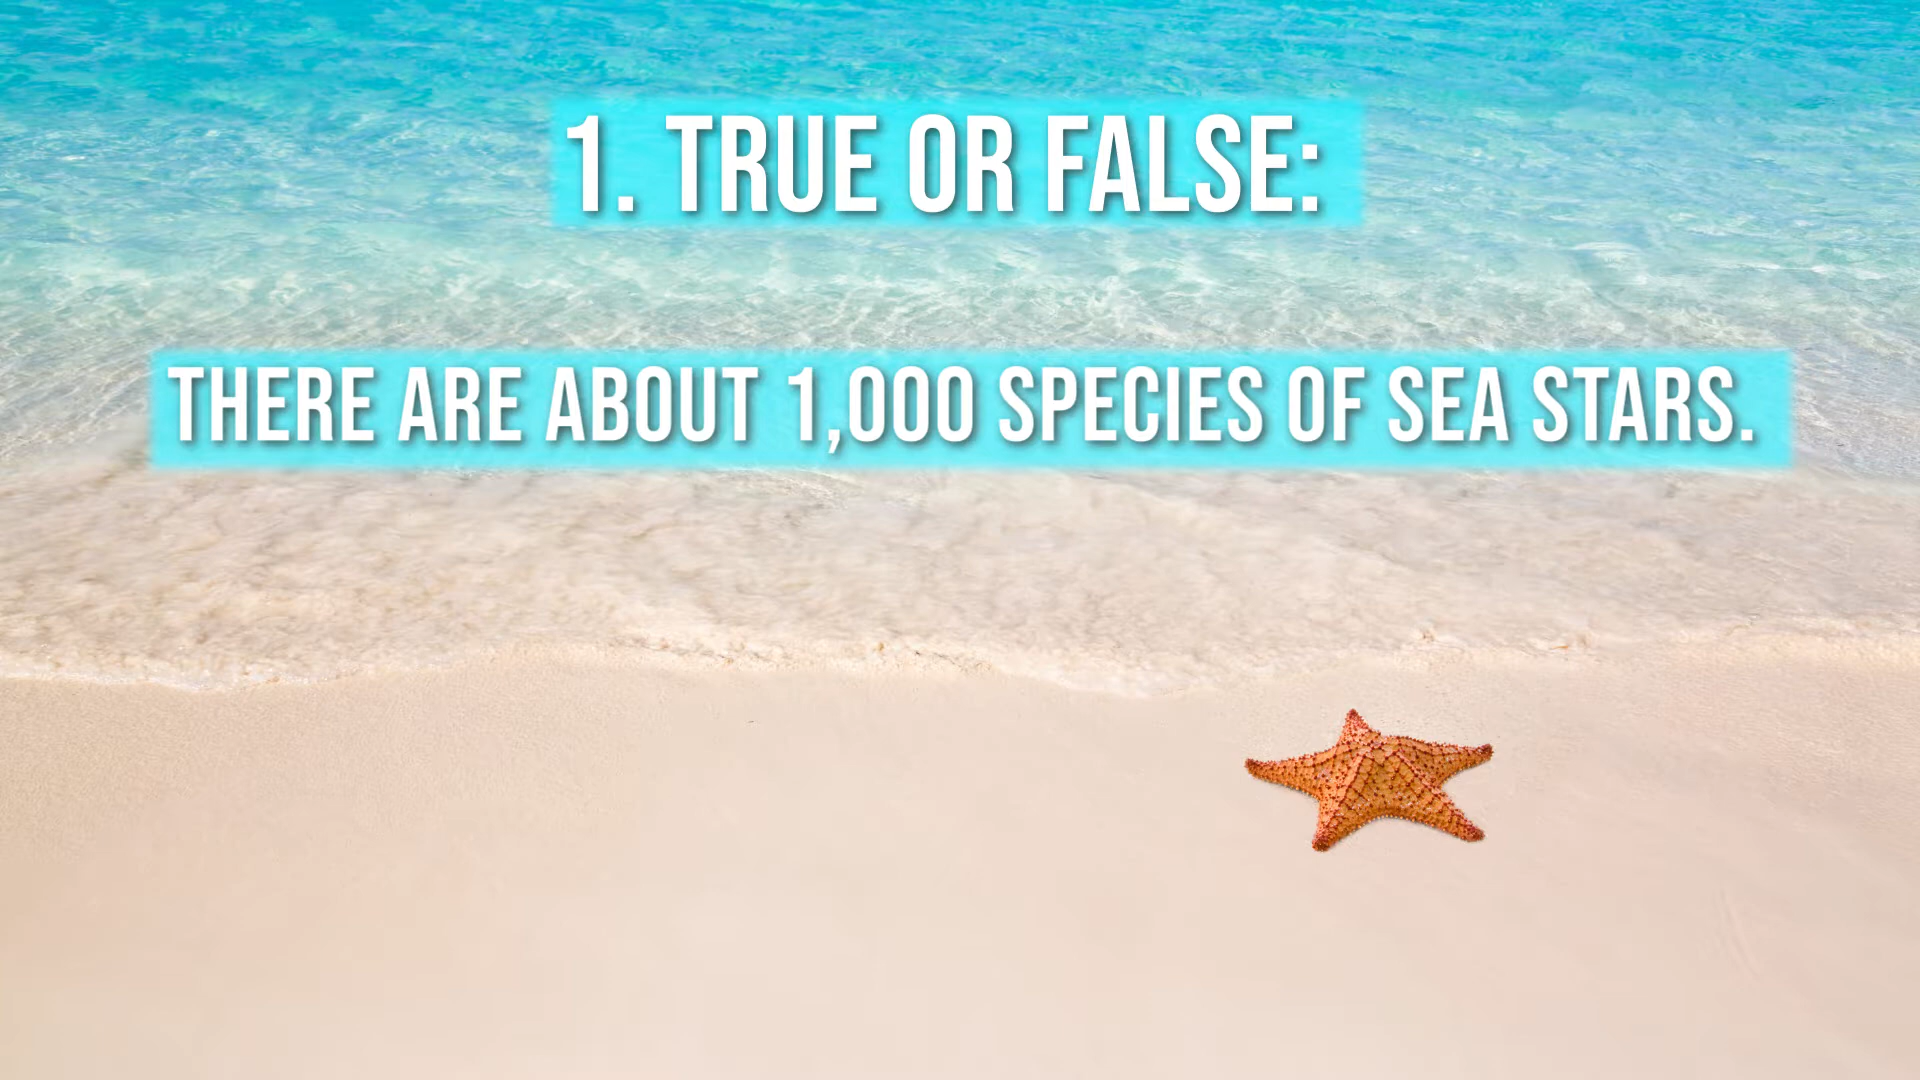 1. TRUE OR FALSE:
THERE ARE ABOUT 1,000 SPECIES OF SEA STARS.